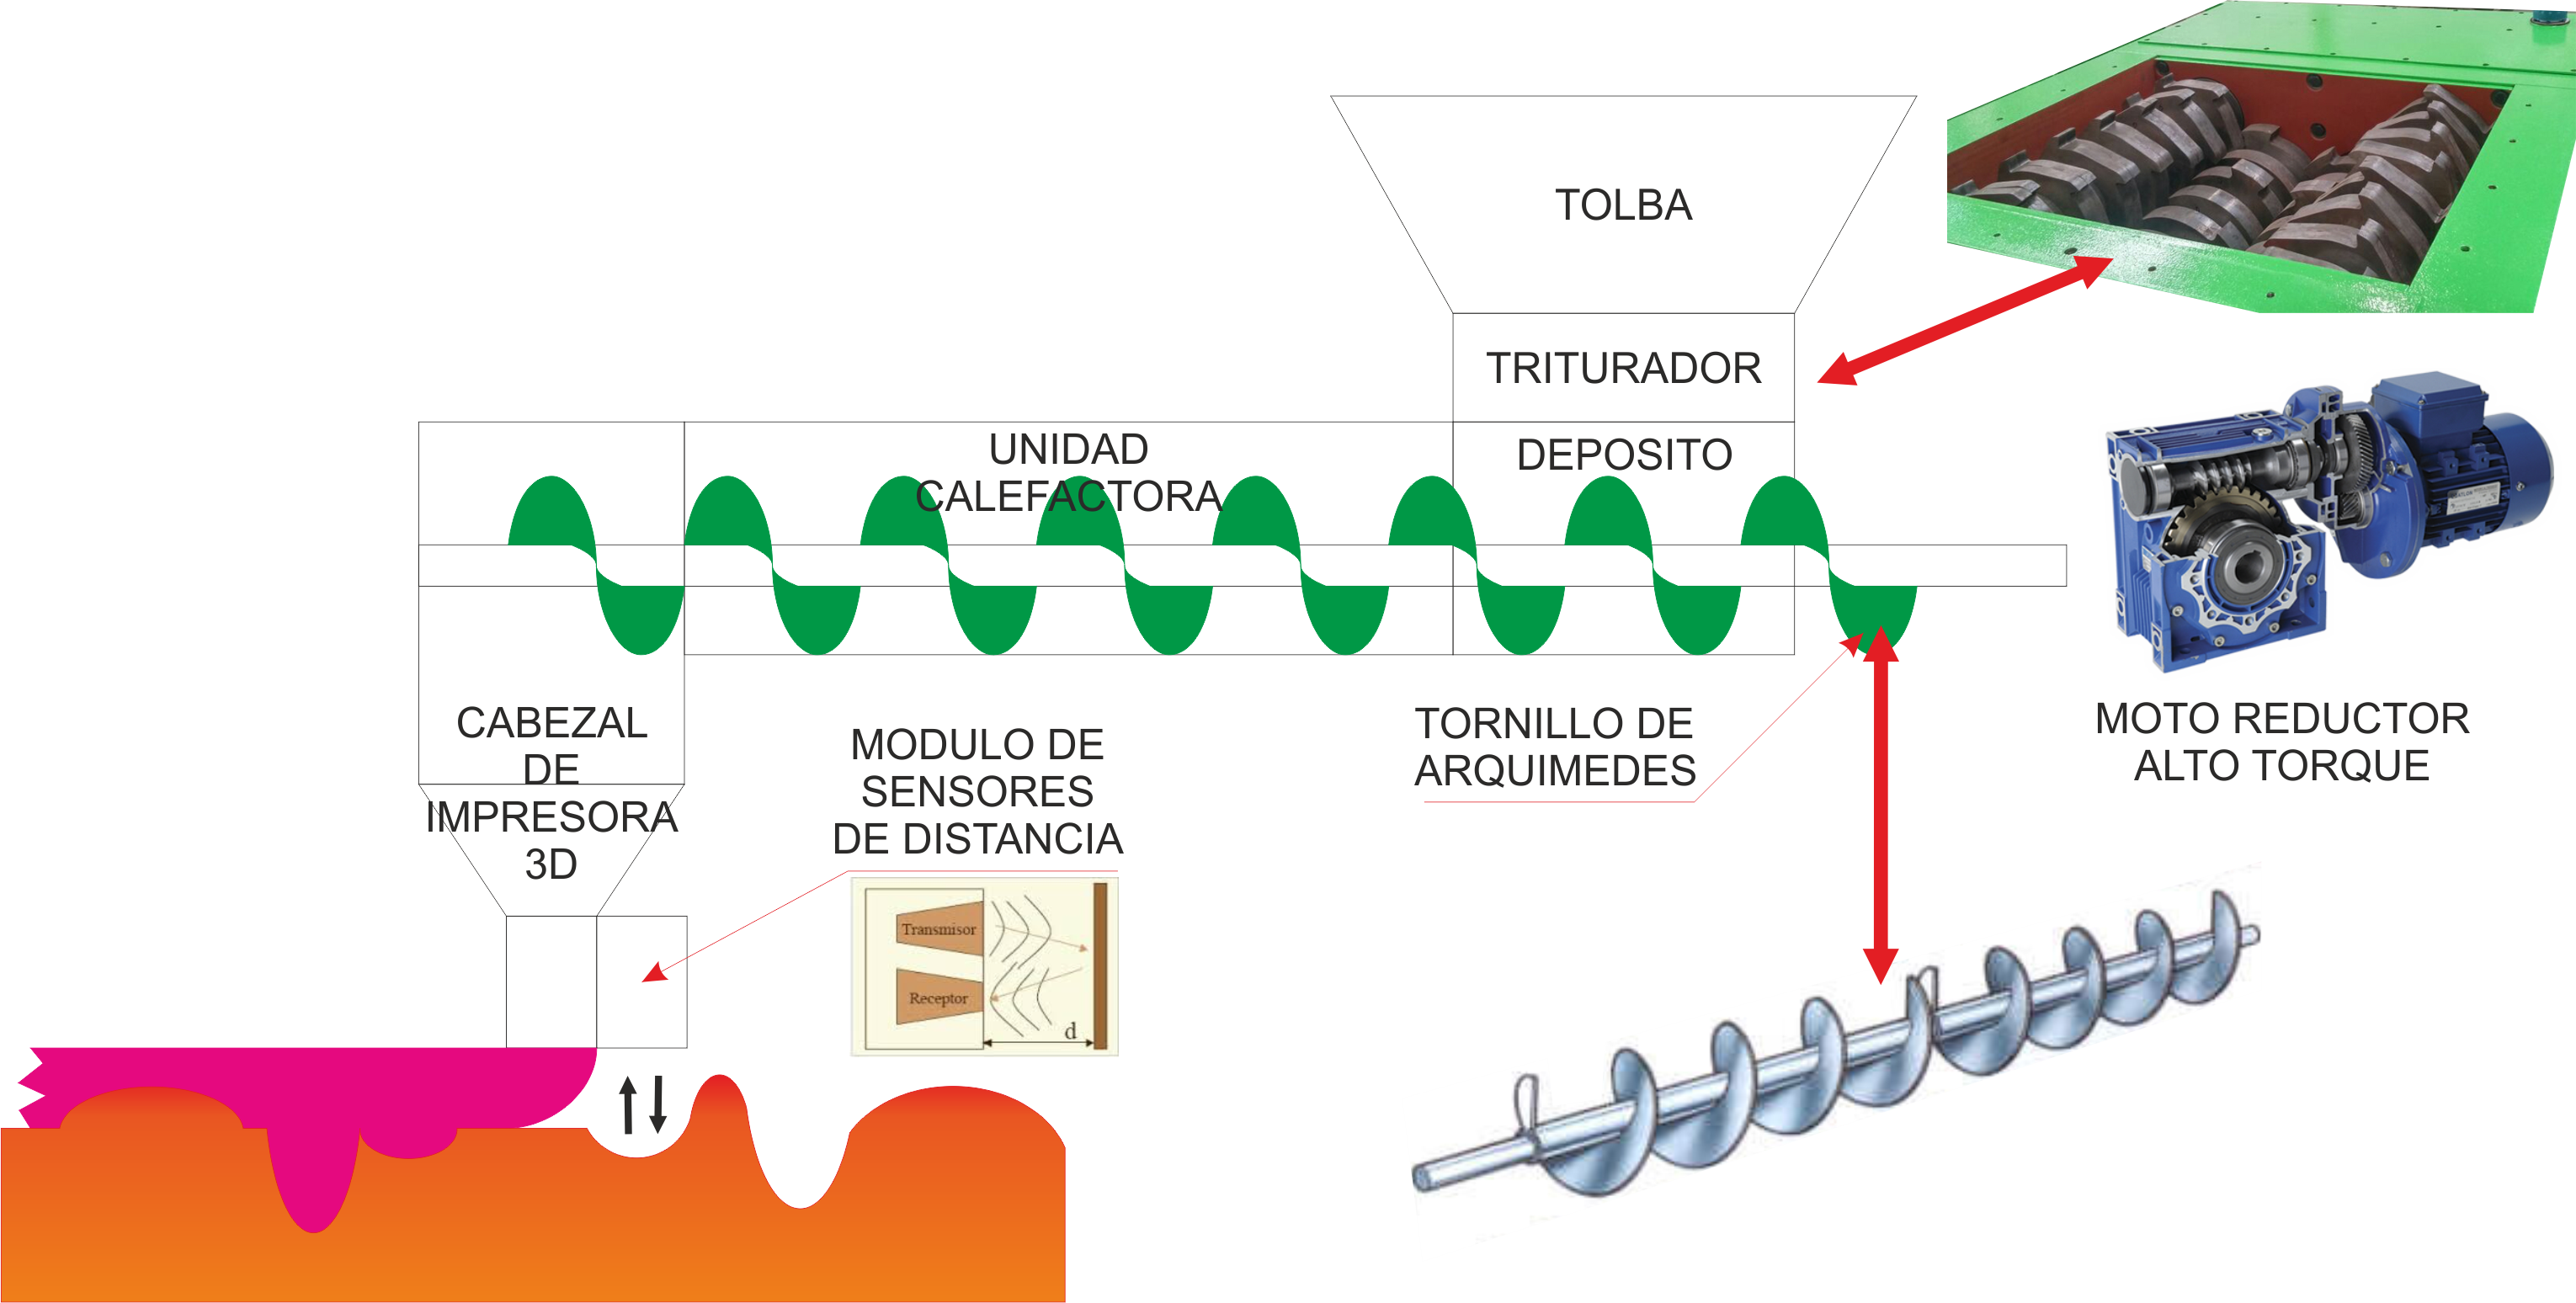 TOLBA
TRITURADOR
DEPOSITO
UNIDAD
CALEFACTORA
CABEZAL
DE
IMPRESORA
3D
MODULO DE
SENSORES
DE DISTANCIA
Transmisor
Receptor
d
TORNILLO DE
ARQUIMEDES
MOTO REDUCTOR
ALTO TORQUE